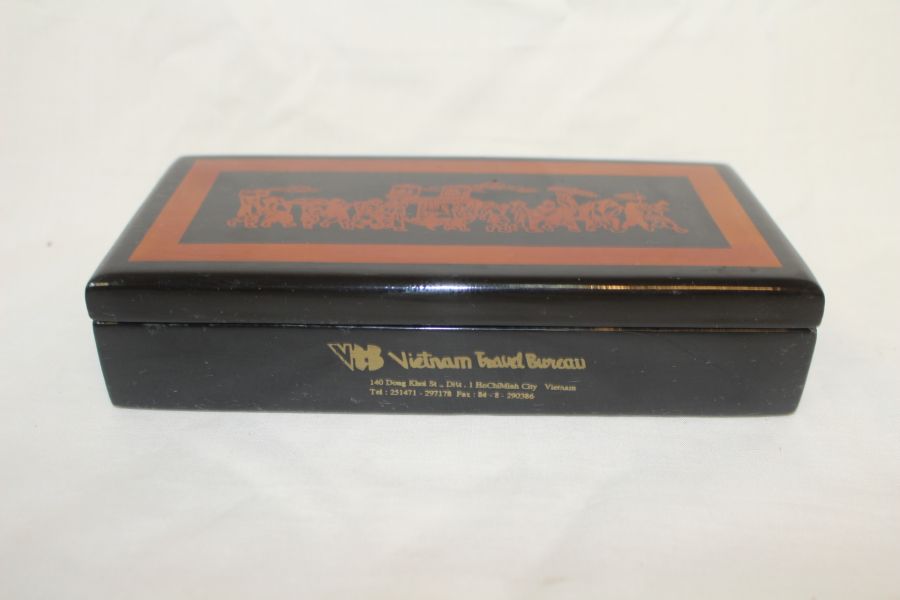 VTB Vietnam Travel Bureau
140 Dong Khoi St ., Dist . 1 HoChiMinh City Vietnam
Tel : 251471 - 297178 Fax : 84 - 8 - 290386